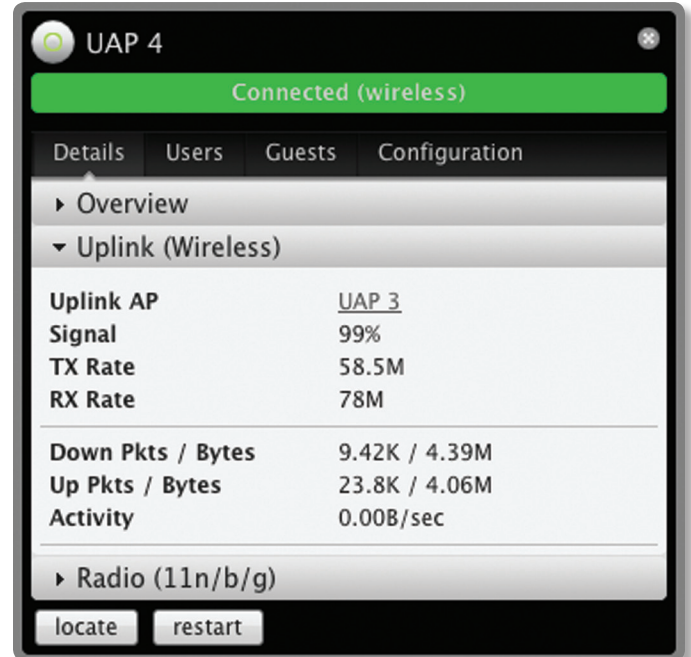 UAP 4
Connected (wireless)
Details Users Guests Configuration
Overview
Uplink (Wireless)
Uplink AP UAP 3
Signal 99%
TX Rate 58.5M
RX Rate 78M
Down Pkts / Bytes 9.42K / 4.39M
Up Pkts / Bytes 23.8K / 4.06M
Activity 0.00B/sec
Radio (11n/b/g)
locate restart